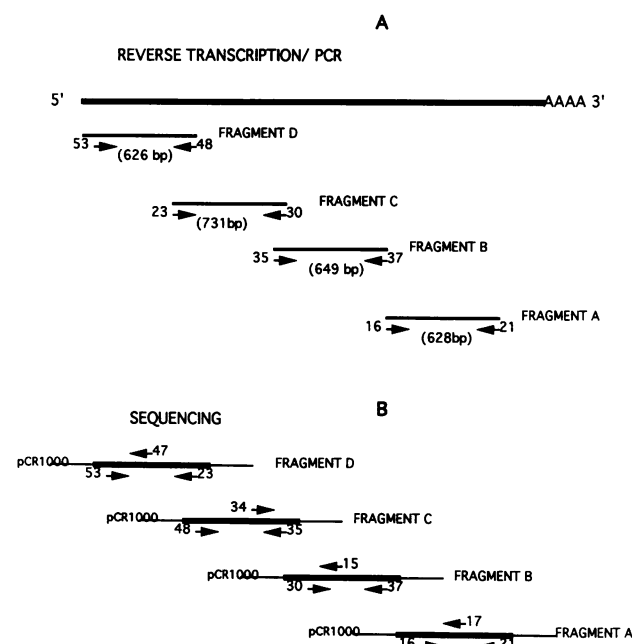 A
REVERSE TRANSCRIPTION/ PCR
5' AAAA 3'
FRAGMENT D
53 48
(626 bp)
FRAGMENT C
23 30
(731bp)
FRAGMENT B
35 37
(649 bp)
FRAGMENT A
16 21
(628bp)
B
SEQUENCING
47
pCR1000 FRAGMENT D
53 23
34
pCR1000 FRAGMENT C
48 35
15
pCR1000 FRAGMENT B
30 37
17
pCR1000 FRAGMENT A
16 21